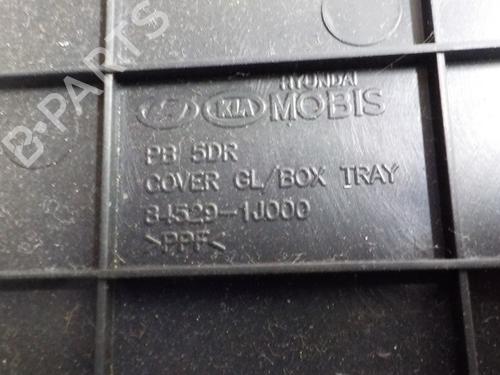 HYUNDAI
KIA MOBIS
PB 5DR
COVER GL/BOX TRAY
84529-1J000
>PPF<
B-PARTS